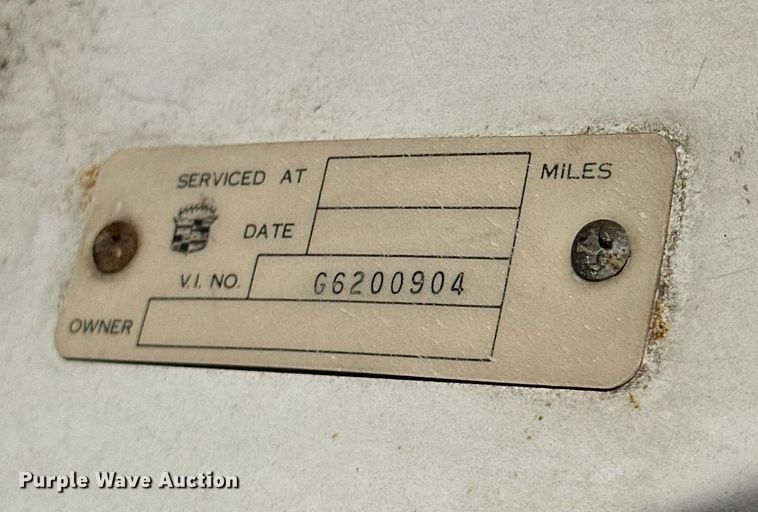 SERVICED AT MILES
DATE
V.I. NO. G6200904
OWNER
Purple Wave Auction